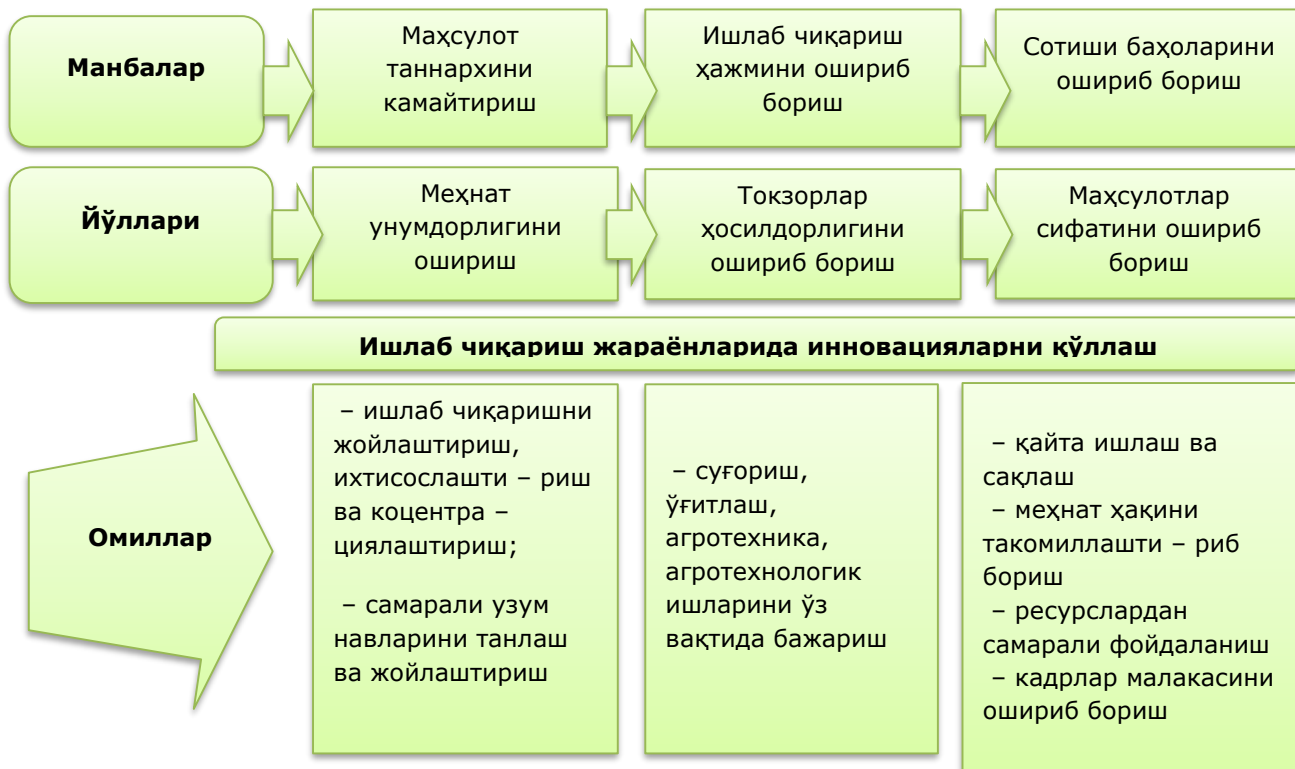 Манбалар
Маҳсулот
таннархини
камайтириш
Ишлаб чиқариш
ҳажмини ошириб
бориш
Сотиши баҳоларини
ошириб бориш
Йўллари
Меҳнат
унумдорлигини
ошириш
Токзорлар
ҳосилдорлигини
ошириб бориш
Маҳсулотлар
сифатини ошириб
бориш
Ишлаб чиқариш жараёнларида инновацияларни қўллаш
Омиллар
– ишлаб чиқаришни
жойлаштириш,
ихтисослашти – риш
ва коцентра –
циялаштириш;
– самарали узум
навларини танлаш
ва жойлаштириш
– суғориш,
ўғитлаш,
агротехника,
агротехнологик
ишларини ўз
вақтида бажариш
– қайта ишлаш ва
сақлаш
– меҳнат ҳақини
такомиллашти – риб
бориш
– ресурслардан
самарали фойдаланиш
– кадрлар малакасини
ошириб бориш